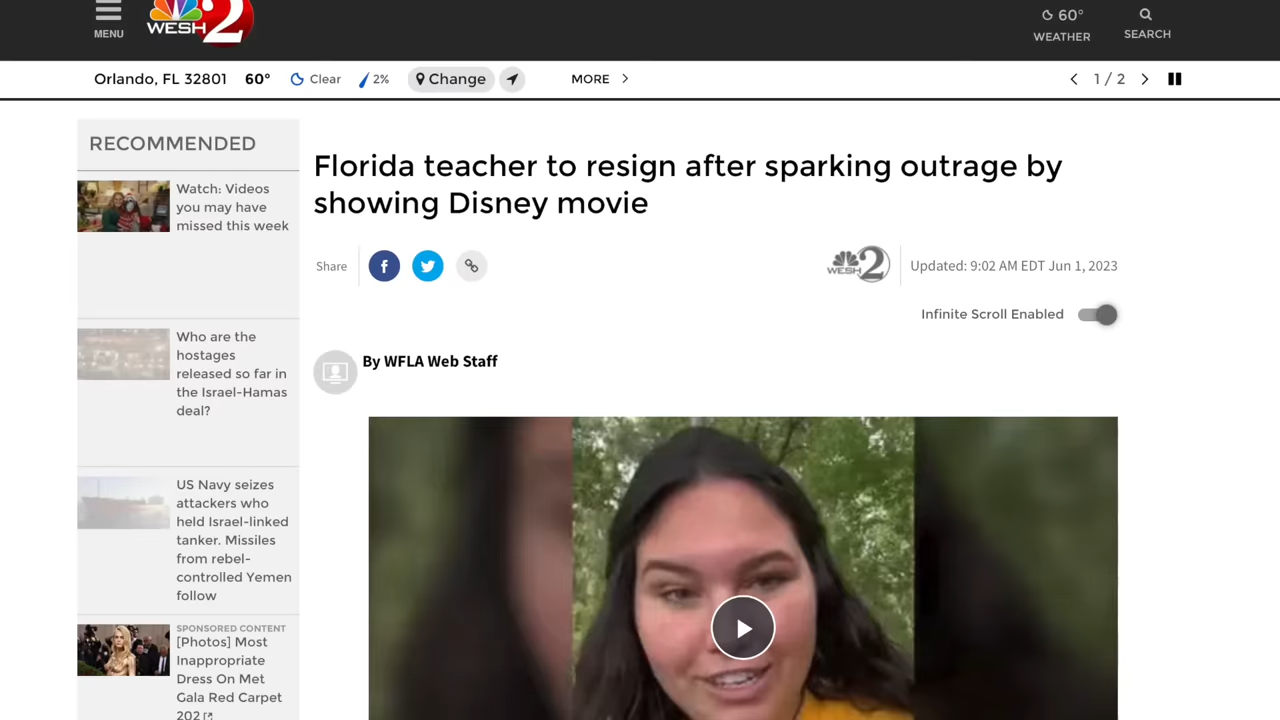 MENU
WESH 2
60°
WEATHER
SEARCH
Orlando, FL 32801 60° Clear 2% Change MORE 1 / 2
RECOMMENDED
Watch: Videos
you may have
missed this week
Who are the
hostages
released so far in
the Israel-Hamas
deal?
US Navy seizes
attackers who
held Israel-linked
tanker. Missiles
from rebel-
controlled Yemen
follow
SPONSORED CONTENT
[Photos] Most
Inappropriate
Dress On Met
Gala Red Carpet
202
Florida teacher to resign after sparking outrage by
showing Disney movie
Share
WESH 2
Updated: 9:02 AM EDT Jun 1, 2023
Infinite Scroll Enabled
By WFLA Web Staff